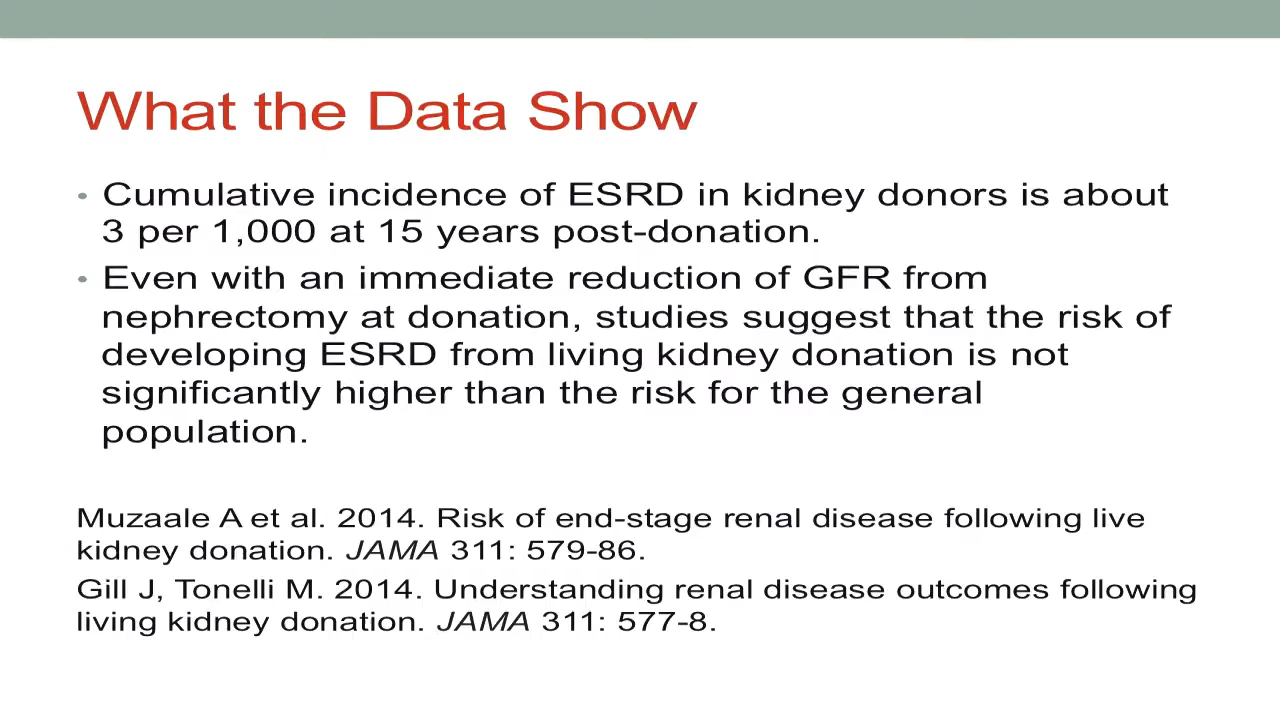 What the Data Show
• Cumulative incidence of ESRD in kidney donors is about
3 per 1,000 at 15 years post-donation.
• Even with an immediate reduction of GFR from
nephrectomy at donation, studies suggest that the risk of
developing ESRD from living kidney donation is not
significantly higher than the risk for the general
population.
Muzaale A et al. 2014. Risk of end-stage renal disease following live
kidney donation. JAMA 311: 579-86.
Gill J, Tonelli M. 2014. Understanding renal disease outcomes following
living kidney donation. JAMA 311: 577-8.